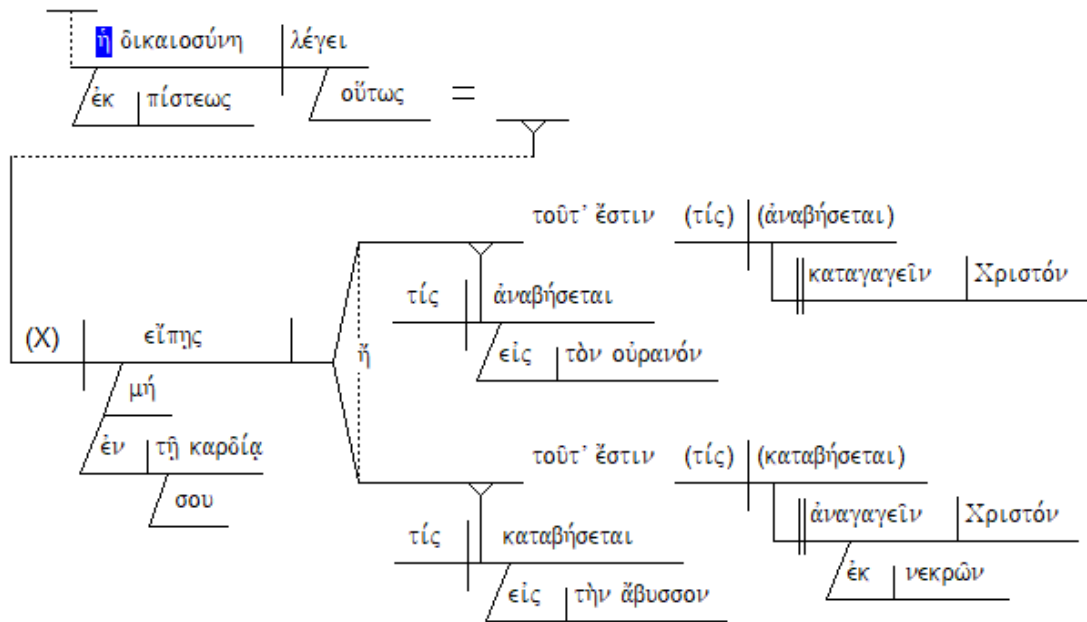 ἡ δικαιοσύνη λέγει
ἐκ πίστεως οὕτως =
τοῦτ’ ἔστιν (τίς) (ἀναβήσεται)
καταγαγεῖν Χριστόν
τίς ἀναβήσεται
(X) εἴπῃς ἤ εἰς τὸν οὐρανόν
μή
ἐν τῇ καρδίᾳ
τοῦτ’ ἔστιν (τίς) (καταβήσεται)
σου
ἀναγαγεῖν Χριστόν
τίς καταβήσεται
ἐκ νεκρῶν
εἰς τὴν ἄβυσσον